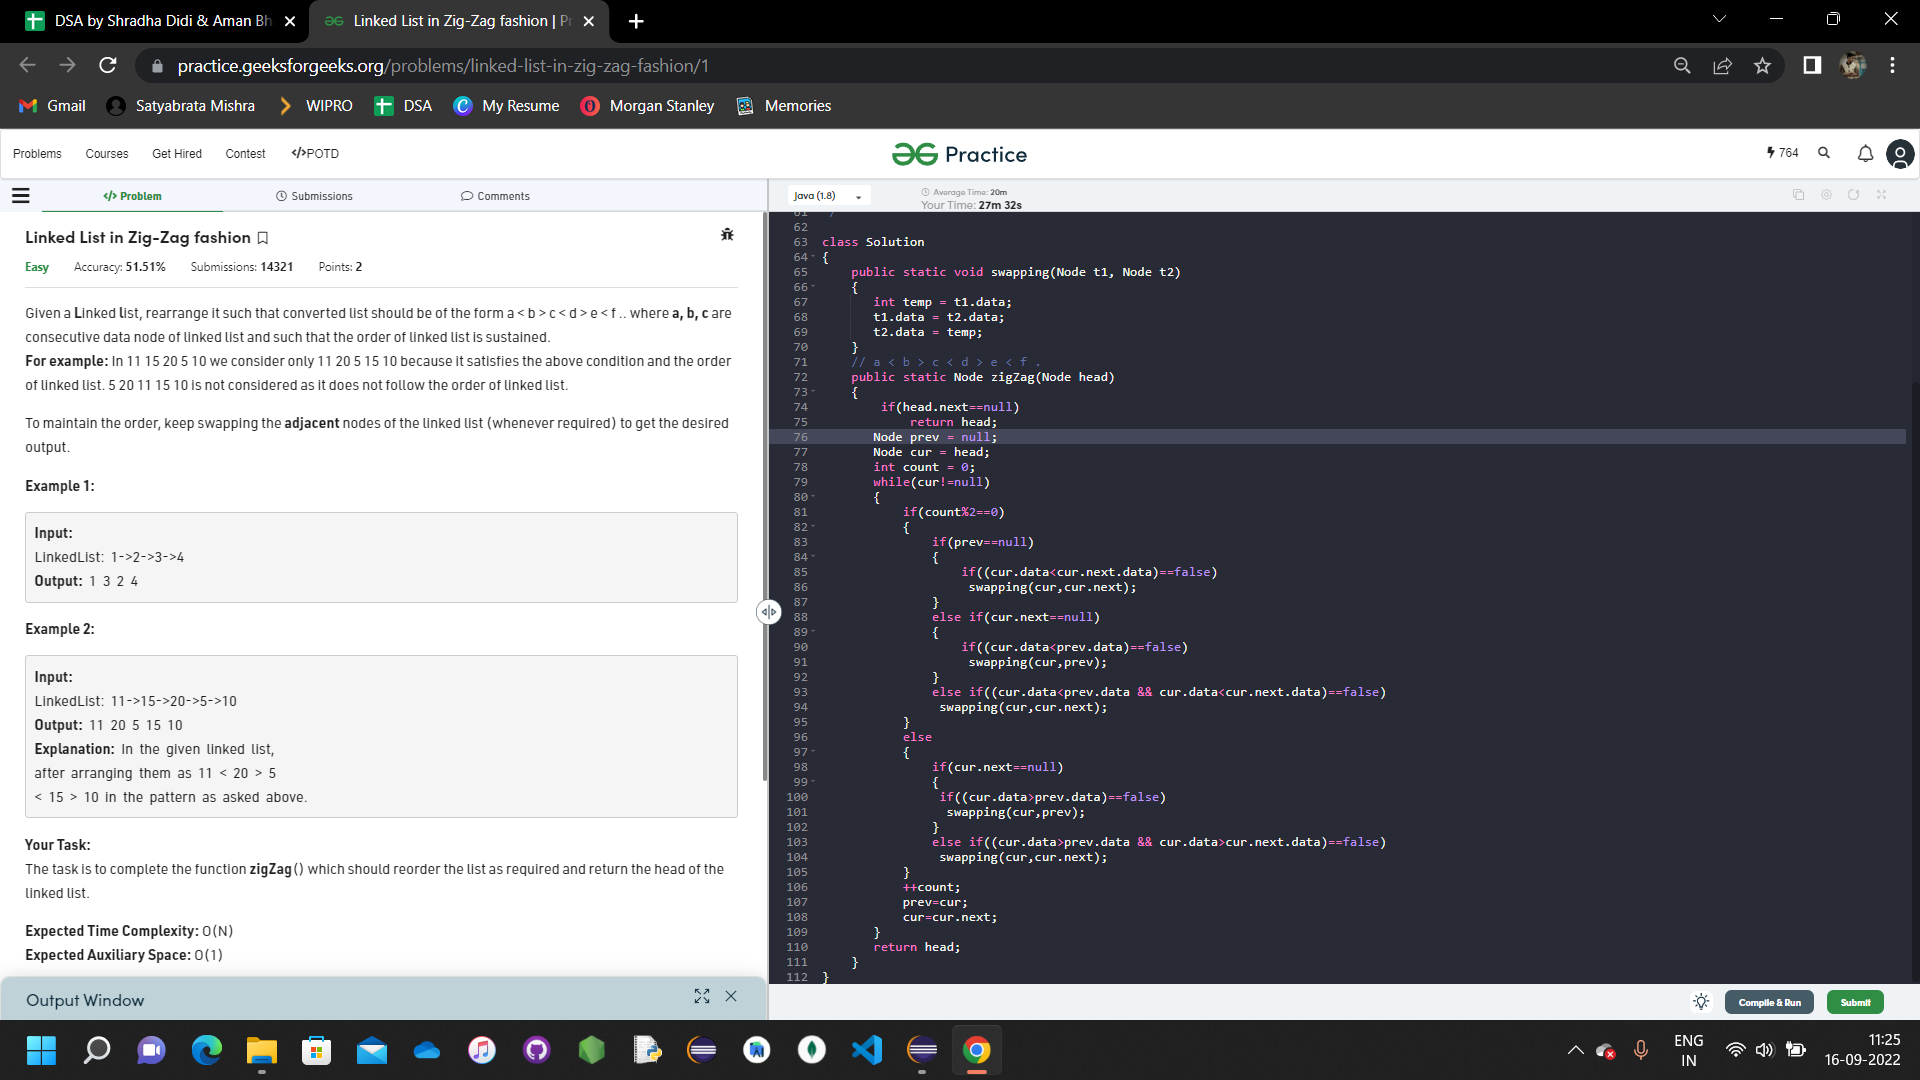 DSA by Shradha Didi & Aman Bh
Linked List in Zig-Zag fashion | Pr
practice.geeksforgeeks.org/problems/linked-list-in-zig-zag-fashion/1
Gmail
Satyabrata Mishra
WIPRO
DSA
My Resume
Morgan Stanley
Memories
Problems
Courses
Get Hired
Contest
</>POTD
Practice
764
</> Problem
Submissions
Comments
Java (1.8)
Average Time: 20m
Your Time: 27m 32s
Linked List in Zig-Zag fashion
Easy Accuracy: 51.51% Submissions: 14321 Points: 2
Given a Linked list, rearrange it such that converted list should be of the form a < b > c < d > e < f .. where a, b, c are
consecutive data node of linked list and such that the order of linked list is sustained.
For example: In 11 15 20 5 10 we consider only 11 20 5 15 10 because it satisfies the above condition and the order
of linked list. 5 20 11 15 10 is not considered as it does not follow the order of linked list.
To maintain the order, keep swapping the adjacent nodes of the linked list (whenever required) to get the desired
output.
Example 1:
Input:
LinkedList: 1->2->3->4
Output: 1 3 2 4
Example 2:
Input:
LinkedList: 11->15->20->5->10
Output: 11 20 5 15 10
Explanation: In the given linked list,
after arranging them as 11 < 20 > 5
< 15 > 10 in the pattern as asked above.
Your Task:
The task is to complete the function zigZag() which should reorder the list as required and return the head of the
linked list.
Expected Time Complexity: O(N)
Expected Auxiliary Space: O(1)
Output Window
61 /
62
63 class Solution
64 {
65 public static void swapping(Node t1, Node t2)
66 {
67 int temp = t1.data;
68 t1.data = t2.data;
69 t2.data = temp;
70 }
71 // a < b > c < d > e < f .
72 public static Node zigZag(Node head)
73 {
74 if(head.next==null)
75 return head;
76 Node prev = null;
77 Node cur = head;
78 int count = 0;
79 while(cur!=null)
80 {
81 if(count%2==0)
82 {
83 if(prev==null)
84 {
85 if((cur.data<cur.next.data)==false)
86 swapping(cur,cur.next);
87 }
88 else if(cur.next==null)
89 {
90 if((cur.data<prev.data)==false)
91 swapping(cur,prev);
92 }
93 else if((cur.data<prev.data && cur.data<cur.next.data)==false)
94 swapping(cur,cur.next);
95 }
96 else
97 {
98 if(cur.next==null)
99 {
100 if((cur.data>prev.data)==false)
101 swapping(cur,prev);
102 }
103 else if((cur.data>prev.data && cur.data>cur.next.data)==false)
104 swapping(cur,cur.next);
105 }
106 ++count;
107 prev=cur;
108 cur=cur.next;
109 }
110 return head;
111 }
112 }
Compile & Run
Submit
ENG
IN
11:25
16-09-2022